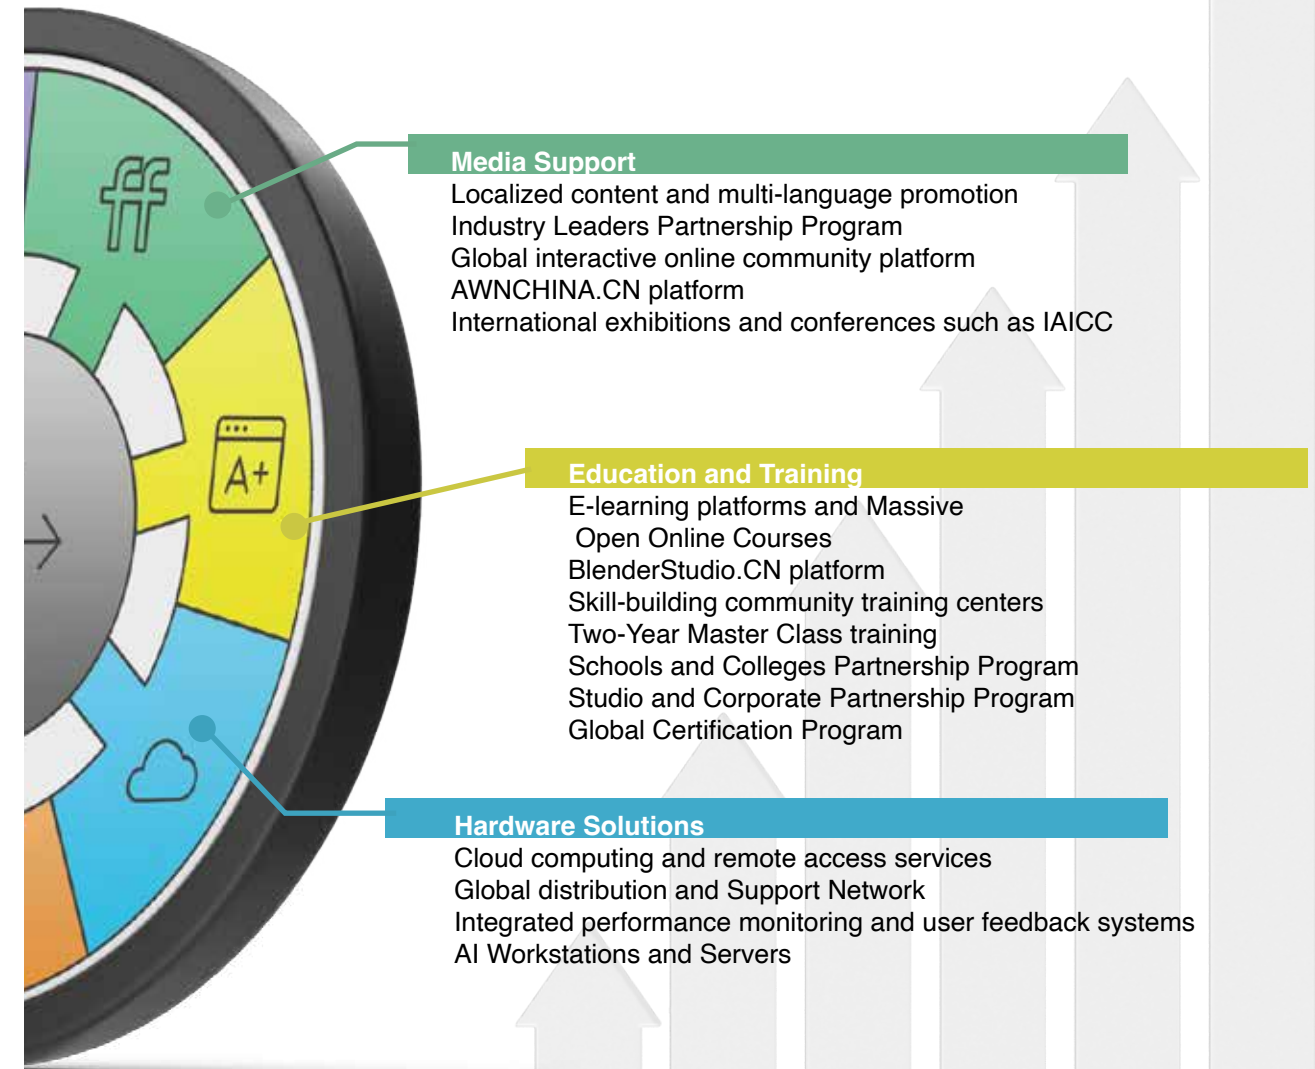 ff
Media Support
Localized content and multi-language promotion
Industry Leaders Partnership Program
Global interactive online community platform
AWNCHINA.CN platform
International exhibitions and conferences such as IAICC
A+
Education and Training
E-learning platforms and Massive
Open Online Courses
BlenderStudio.CN platform
Skill-building community training centers
Two-Year Master Class training
Schools and Colleges Partnership Program
Studio and Corporate Partnership Program
Global Certification Program
Hardware Solutions
Cloud computing and remote access services
Global distribution and Support Network
Integrated performance monitoring and user feedback systems
AI Workstations and Servers